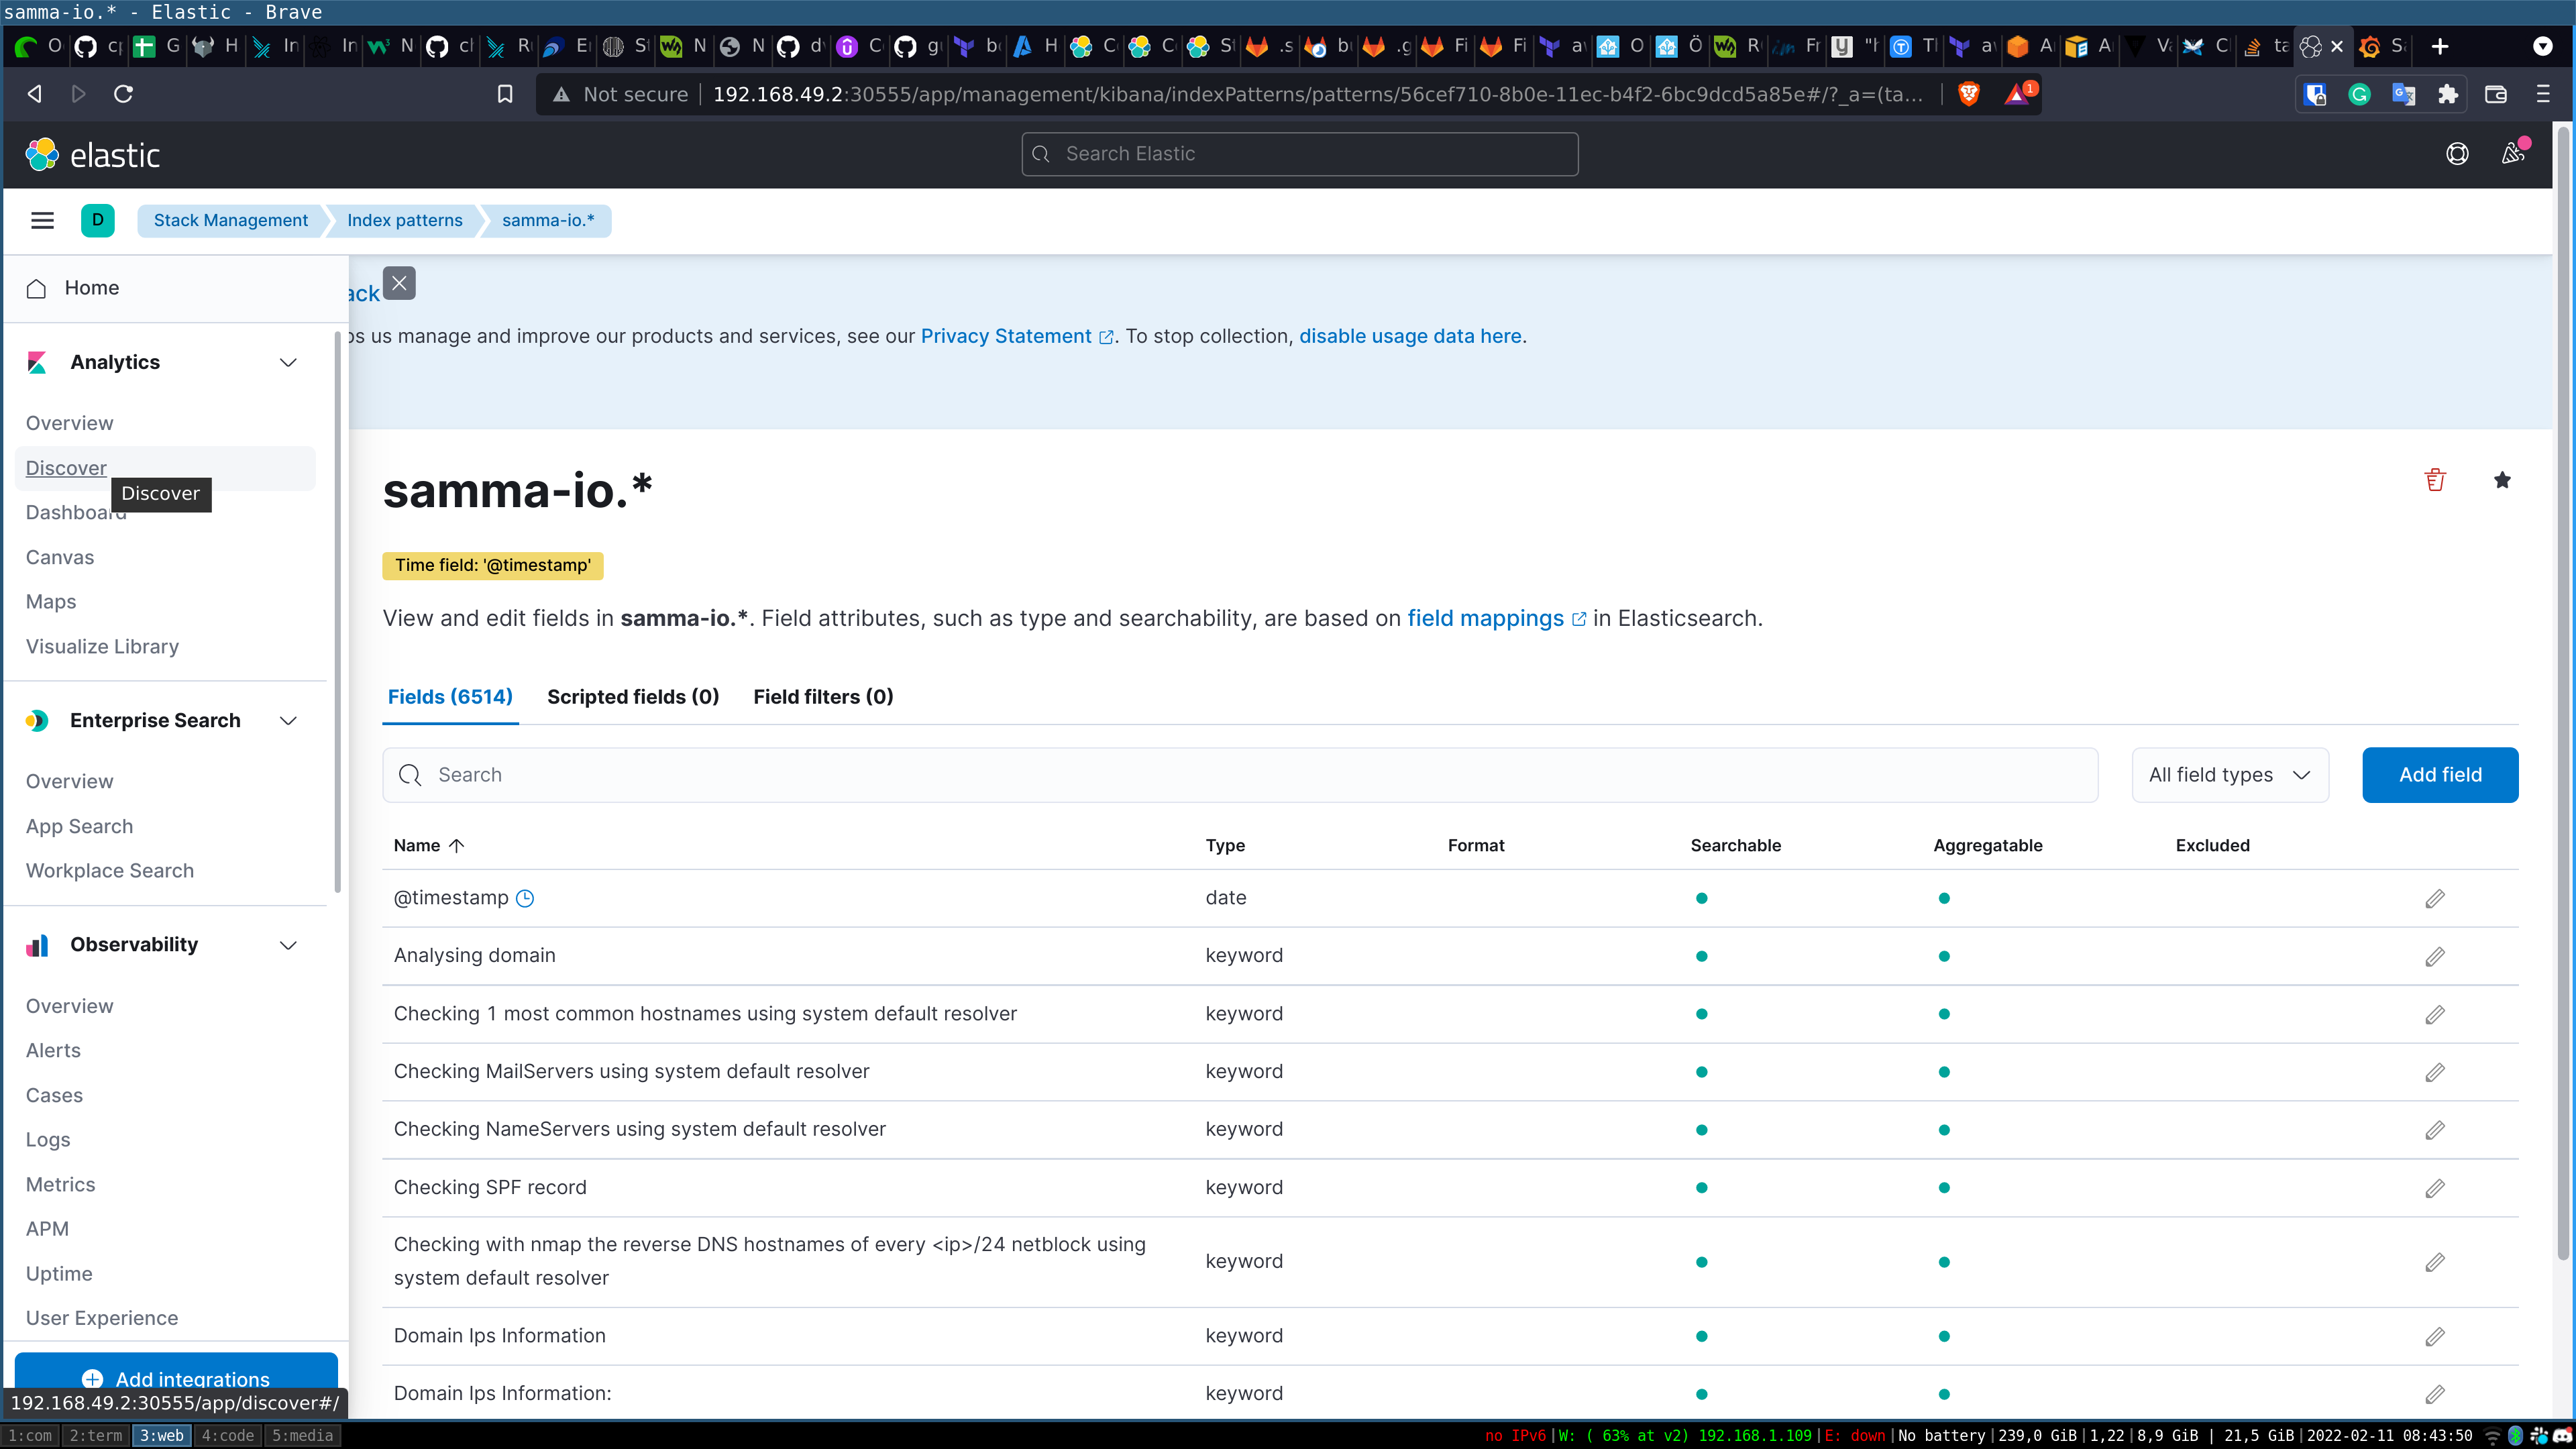 samma-io.* - Elastic - Brave
Not secure 192.168.49.2:30555/app/management/kibana/indexPatterns/patterns/56cef710-8b0e-11ec-b4f2-6bc9dcd5a85e#/?_a=(ta... 1
elastic
Search Elastic
D Stack Management Index patterns samma-io.*
Home
Analytics
Overview
Discover
Discover
Dashboard
Canvas
Maps
Visualize Library
Enterprise Search
Overview
App Search
Workplace Search
Observability
Overview
Alerts
Cases
Logs
Metrics
APM
Uptime
User Experience
Add integrations
192.168.49.2:30555/app/discover#/
ack
ps us manage and improve our products and services, see our Privacy Statement. To stop collection, disable usage data here.
samma-io.*
Time field: '@timestamp'
View and edit fields in samma-io.*. Field attributes, such as type and searchability, are based on field mappings in Elasticsearch.
Fields (6514) Scripted fields (0) Field filters (0)
Search
All field types
Add field
Name Type Format Searchable Aggregatable Excluded
@timestamp date
Analysing domain keyword
Checking 1 most common hostnames using system default resolver keyword
Checking MailServers using system default resolver keyword
Checking NameServers using system default resolver keyword
Checking SPF record keyword
Checking with nmap the reverse DNS hostnames of every <ip>/24 netblock using
system default resolver keyword
Domain Ips Information keyword
Domain Ips Information: keyword
1:com 2:term 3:web 4:code 5:media
no IPv6|W: ( 63% at v2) 192.168.1.109|E: down|No battery|239,0 GiB|1,22|8,9 GiB | 21,5 GiB|2022-02-11 08:43:50